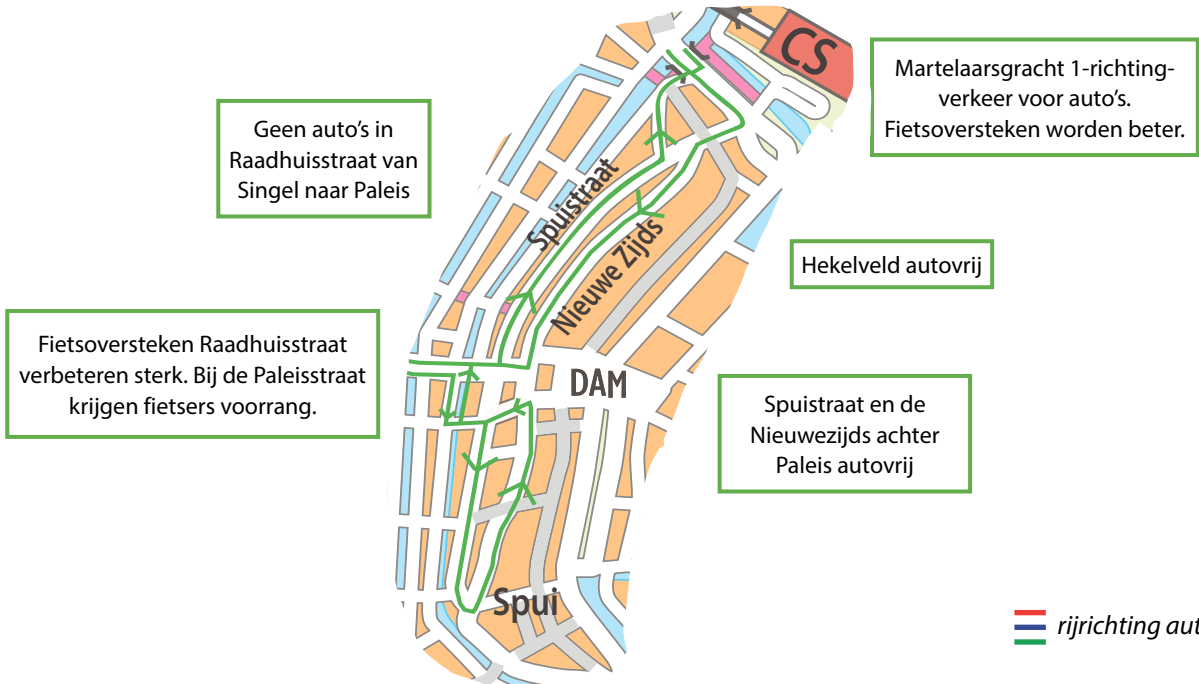 CS
Martelaarsgracht 1-richting-
verkeer voor auto's.
Fietsoversteken worden beter.
Geen auto's in
Raadhuisstraat van
Singel naar Paleis
Spuistraat
Nieuwe Zijds
Hekelveld autovrij
Fietsoversteken Raadhuisstraat
verbeteren sterk. Bij de Paleisstraat
krijgen fietsers voorrang.
DAM
Spuistraat en de
Nieuwezijds achter
Paleis autovrij
Spui
rijrichting aut